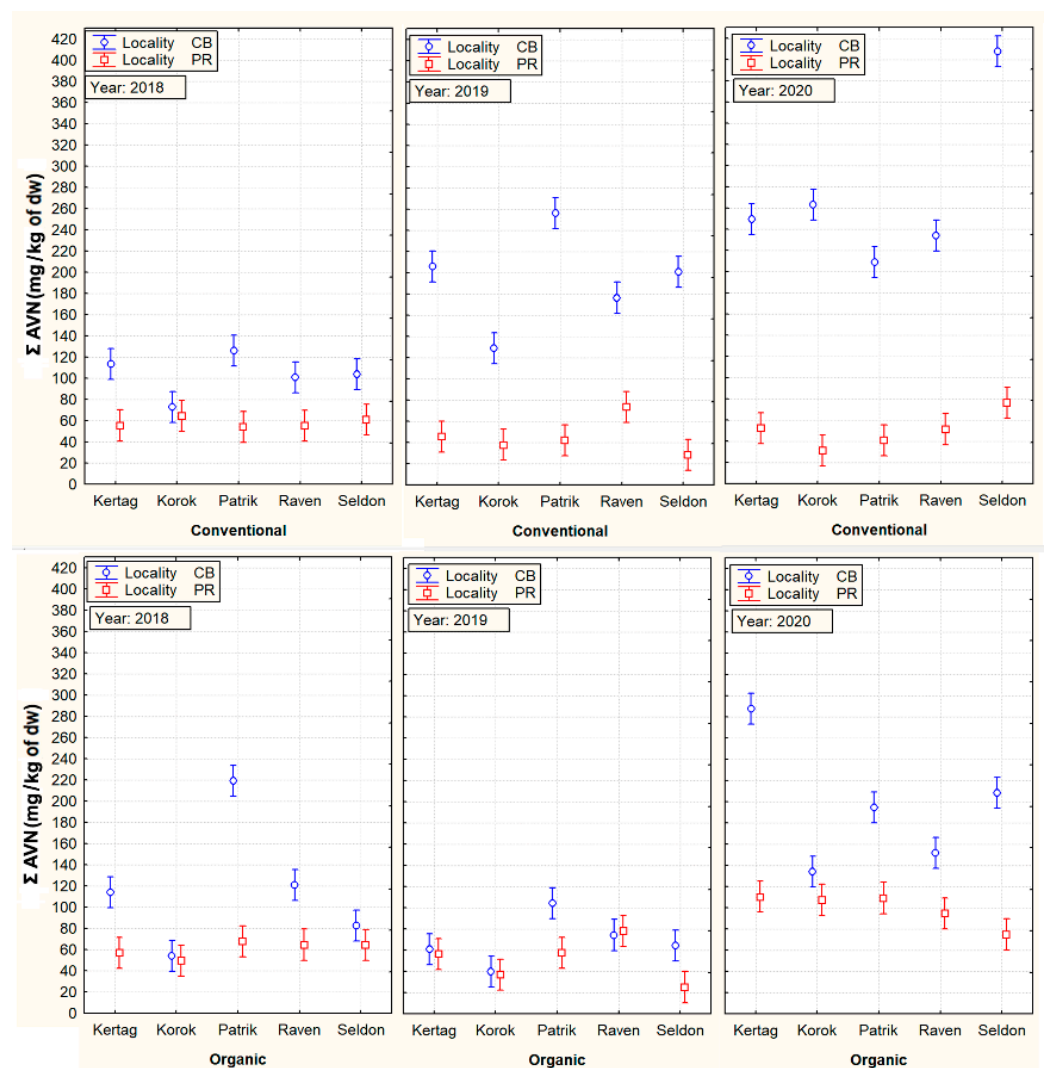 Locality CB
Locality PR
Year: 2018
Locality CB
Locality PR
Year: 2019
Locality CB
Locality PR
Year: 2020
Σ AVN(mg/kg of dw)
420
400
380
360
340
320
300
280
260
240
220
200
180
160
140
120
100
80
60
40
20
0
Kertag Korok Patrik Raven Seldon
Conventional
Kertag Korok Patrik Raven Seldon
Conventional
Kertag Korok Patrik Raven Seldon
Conventional
Locality CB
Locality PR
Year: 2018
Locality CB
Locality PR
Year: 2019
Locality CB
Locality PR
Year: 2020
Σ AVN(mg/kg of dw)
420
400
380
360
340
320
300
280
260
240
220
200
180
160
140
120
100
80
60
40
20
0
Kertag Korok Patrik Raven Seldon
Organic
Kertag Korok Patrik Raven Seldon
Organic
Kertag Korok Patrik Raven Seldon
Organic